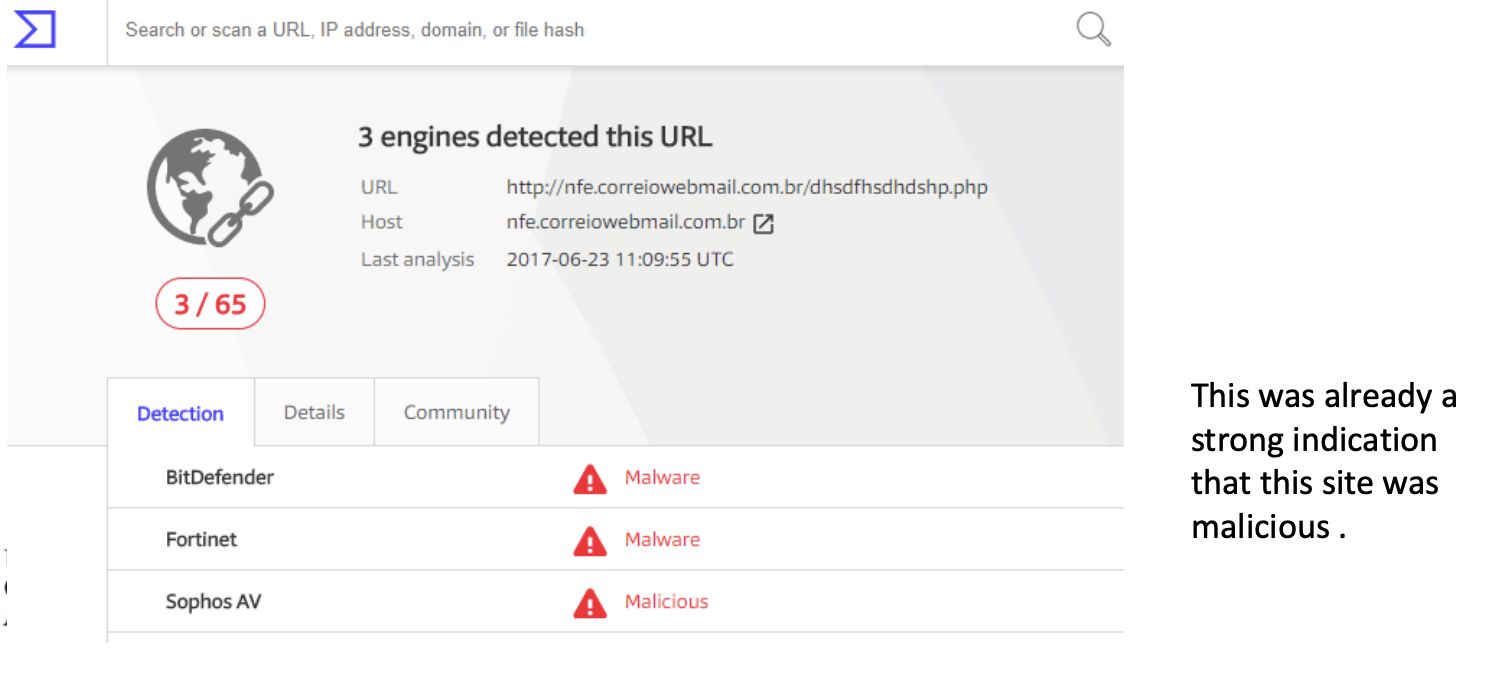 Search or scan a URL, IP address, domain, or file hash
3 engines detected this URL
URL http://nfe.correiowebmail.com.br/dhsdfhsdhdshp.php
Host nfe.correiowebmail.com.br
Last analysis 2017-06-23 11:09:55 UTC
3 / 65
Detection Details Community
BitDefender Malware
Fortinet Malware
Sophos AV Malicious
This was already a
strong indication
that this site was
malicious .